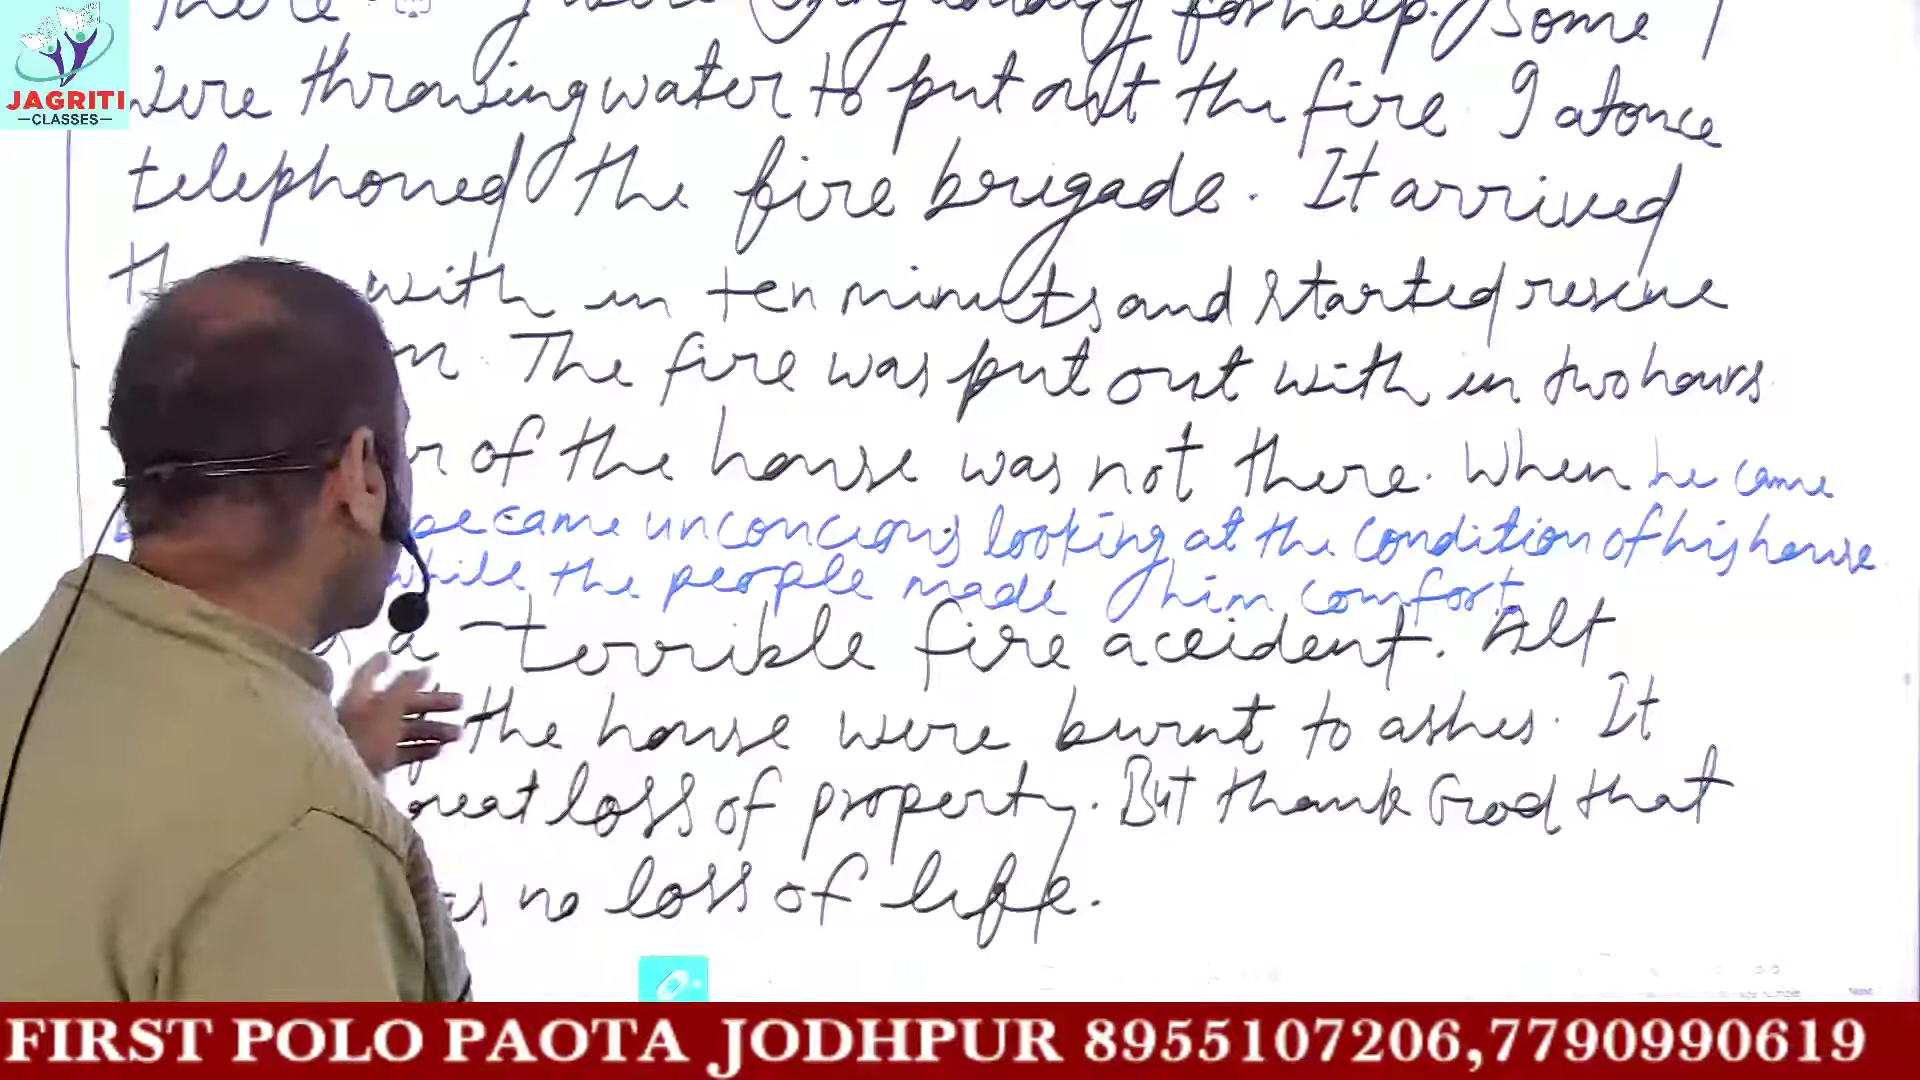 JAGRITI
CLASSES
There were for help. Some
were throwing water to put out the fire. I atonce
telephoned the fire brigade. It arrived
with in ten minuts and started rescue
The fire was put out with in two hours
of the house was not there. When he came
became unconcious looking at the condition of his house.
while the people made him comfort
a terrible fire accident. Alt
the house were burnt to ashes. It
great loss of property. But thank God that
no loss of life.
FIRST POLO PAOTA JODHPUR 8955107206,7790990619